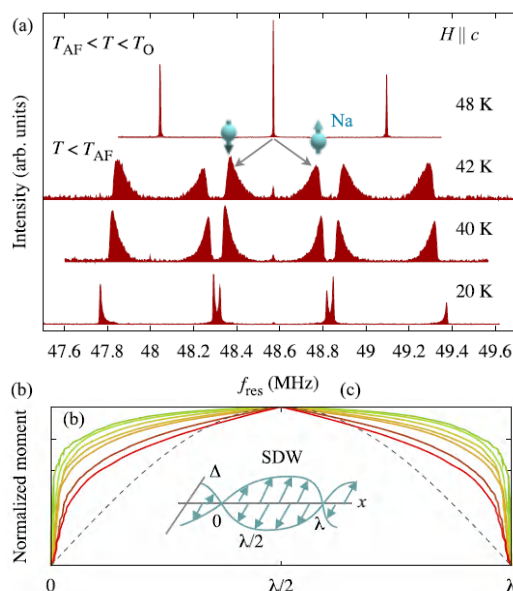 (a)
T_AF < T < T_O
H || c
48 K
Na
T < T_AF
42 K
40 K
20 K
Intensity (arb. units)
47.6 47.8 48 48.2 48.4 48.6 48.8 49 49.2 49.4 49.6
f_res (MHz)
(b)
(c)
(b)
SDW
Δ
x
0
λ/2
λ
Normalized moment
0
λ/2
λ